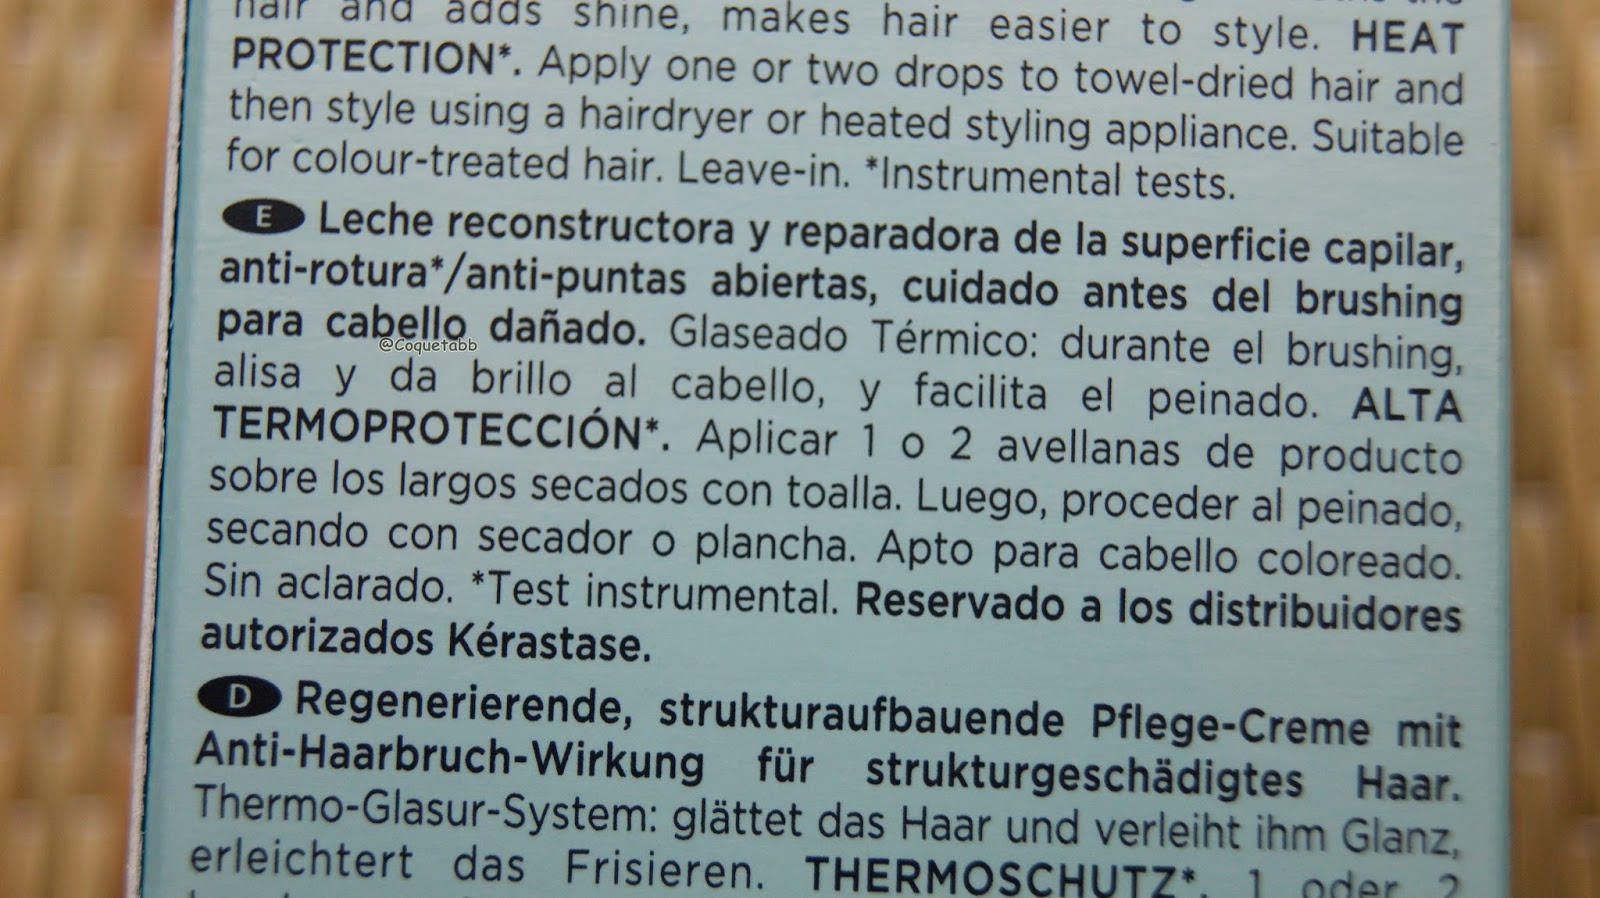 hair and adds shine, makes hair easier to style. HEAT
PROTECTION*. Apply one or two drops to towel-dried hair and
then style using a hairdryer or heated styling appliance. Suitable
for colour-treated hair. Leave-in. *Instrumental tests.
E Leche reconstructora y reparadora de la superficie capilar,
anti-rotura*/anti-puntas abiertas, cuidado antes del brushing
para cabello dañado. Glaseado Térmico: durante el brushing,
@Coquetabb
alisa y da brillo al cabello, y facilita el peinado. ALTA
TERMOPROTECCIÓN*. Aplicar 1 o 2 avellanas de producto
sobre los largos secados con toalla. Luego, proceder al peinado,
secando con secador o plancha. Apto para cabello coloreado.
Sin aclarado. *Test instrumental. Reservado a los distribuidores
autorizados Kérastase.
D Regenerierende, strukturaufbauende Pflege-Creme mit
Anti-Haarbruch-Wirkung für strukturgeschädigtes Haar.
Thermo-Glasur-System: glättet das Haar und verleiht ihm Glanz,
erleichtert das Frisieren. THERMOSCHUTZ*. 1 oder 2